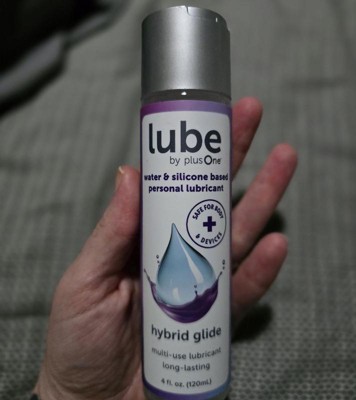 lube
by plusOne
water & silicone based
personal lubricant
SAFE FOR BODY
& DEVICES
hybrid glide
multi-use lubricant
long-lasting
4 fl. oz. (120mL)